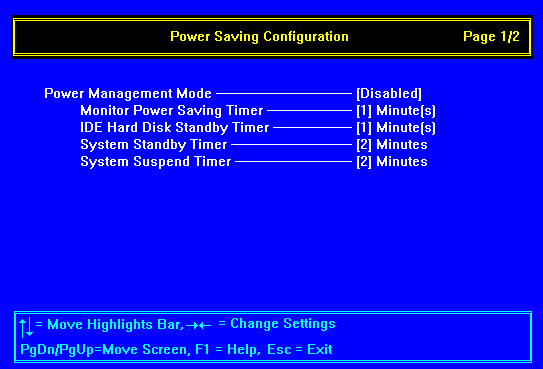 Power Saving Configuration Page 1/2
Power Management Mode [Disabled]
Monitor Power Saving Timer [1] Minute(s)
IDE Hard Disk Standby Timer [1] Minute(s)
System Standby Timer [2] Minutes
System Suspend Timer [2] Minutes
↑↓ = Move Highlights Bar, →← = Change Settings
PgDn/PgUp=Move Screen, F1 = Help, Esc = Exit